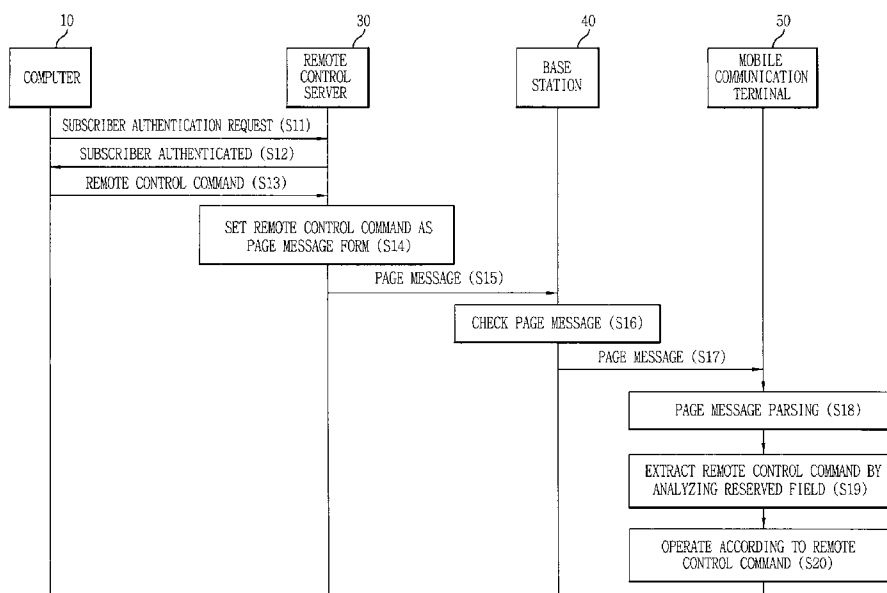 10
30
40
50
COMPUTER
REMOTE
CONTROL
SERVER
BASE
STATION
MOBILE
COMMUNICATION
TERMINAL
SUBSCRIBER AUTHENTICATION REQUEST (S11)
SUBSCRIBER AUTHENTICATED (S12)
REMOTE CONTROL COMMAND (S13)
SET REMOTE CONTROL COMMAND AS
PAGE MESSAGE FORM (S14)
PAGE MESSAGE (S15)
CHECK PAGE MESSAGE (S16)
PAGE MESSAGE (S17)
PAGE MESSAGE PARSING (S18)
EXTRACT REMOTE CONTROL COMMAND BY
ANALYZING RESERVED FIELD (S19)
OPERATE ACCORDING TO REMOTE
CONTROL COMMAND (S20)